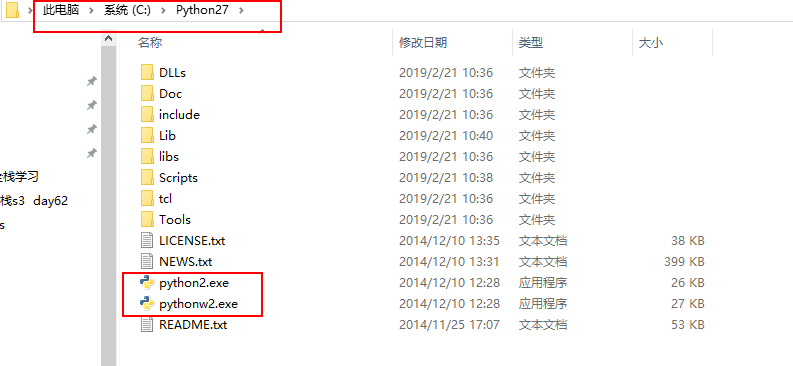 此电脑 > 系统 (C:) > Python27 >
名称 修改日期 类型 大小
DLLs 2019/2/21 10:36 文件夹
Doc 2019/2/21 10:36 文件夹
include 2019/2/21 10:36 文件夹
Lib 2019/2/21 10:40 文件夹
libs 2019/2/21 10:36 文件夹
全栈学习
Scripts 2019/2/21 10:38 文件夹
栈s3 day62
tcl 2019/2/21 10:36 文件夹
s
Tools 2019/2/21 10:36 文件夹
LICENSE.txt 2014/12/10 13:35 文本文档 38 KB
NEWS.txt 2014/12/10 13:31 文本文档 399 KB
python2.exe 2014/12/10 12:28 应用程序 26 KB
pythonw2.exe 2014/12/10 12:28 应用程序 27 KB
README.txt 2014/11/25 17:07 文本文档 53 KB